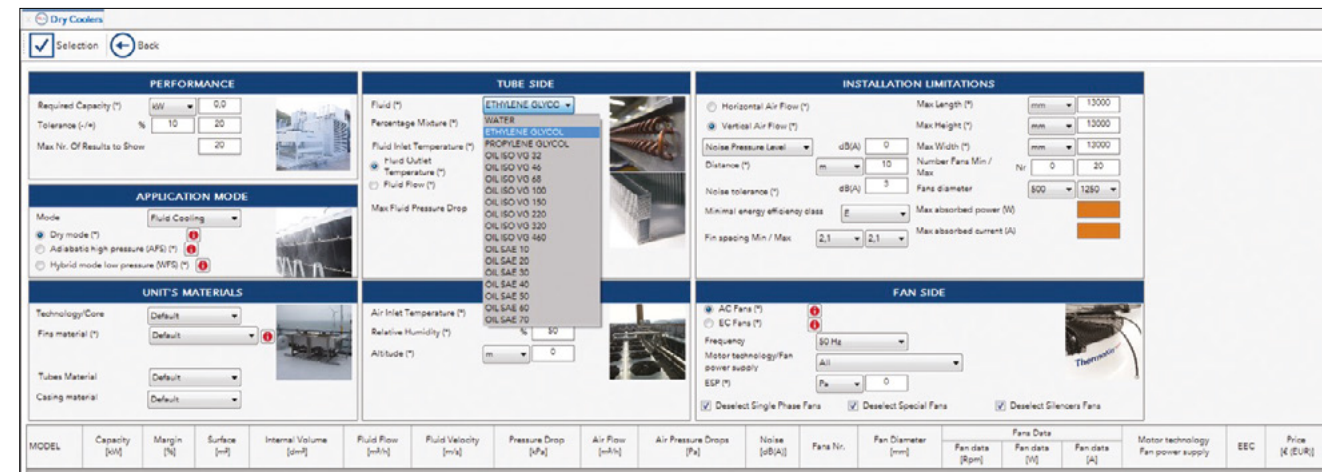 Dry Coolers
Selection Back
PERFORMANCE
Required Capacity (*) kW 0,0
Tolerance (-/+) % 10 20
Max Nr. Of Results to Show 20
APPLICATION MODE
Mode Fluid Cooling
Dry mode (*)
Adiabatic high pressure (AFS) (*)
Hybrid mode low pressure (WFS) (*)
UNIT'S MATERIALS
Technology/Core Default
Fins material (*) Default
Tubes Material Default
Casing material Default
TUBE SIDE
Fluid (*) ETHYLENE GLYCO
Percentage Mixture (*)
Fluid Inlet Temperature (*)
Fluid Outlet
Temperature (*)
Fluid Flow (*)
Max Fluid Pressure Drop
WATER
ETHYLENE GLYCOL
PROPYLENE GLYCOL
OIL ISO VG 32
OIL ISO VG 46
OIL ISO VG 68
OIL ISO VG 100
OIL ISO VG 150
OIL ISO VG 220
OIL ISO VG 320
OIL ISO VG 460
OIL SAE 10
OIL SAE 20
OIL SAE 30
OIL SAE 40
OIL SAE 50
OIL SAE 60
OIL SAE 70
Air Inlet Temperature (*)
Relative Humidity (*) % 50
Altitude (*) m 0
INSTALLATION LIMITATIONS
Horizontal Air Flow (*)
Vertical Air Flow (*)
Noise Pressure Level dB(A) 0
Distance (*) m 10
Noise tolerance (*) dB(A) 3
Minimal energy efficiency class E
Fin spacing Min / Max 2,1 2,1
Max Length (*) mm 13000
Max Height (*) mm 13000
Max Width (*) mm 13000
Number Fans Min /
Max Nr 0 20
Fans diameter 500 1250
Max absorbed power (W)
Max absorbed current (A)
FAN SIDE
AC Fans (*)
EC Fans (*)
Frequency 50 Hz
Motor technology/Fan
power supply All
ESP (*) Pa 0
Deselect Single Phase Fans Deselect Special Fans Deselect Silencers Fans
MODEL Capacity [kW] Margin [%] Surface [m²] Internal Volume [dm³] Fluid Flow [m³/h] Fluid Velocity [m/s] Pressure Drop [kPa] Air Flow [m³/h] Air Pressure Drops [Pa] Noise [dB(A)] Fans Nr. Fan Diameter [mm] Fans Data Fan data [Rpm] Fan data [W] Fan data [A] Motor technology Fan power supply EEC Price [€ (EUR)]